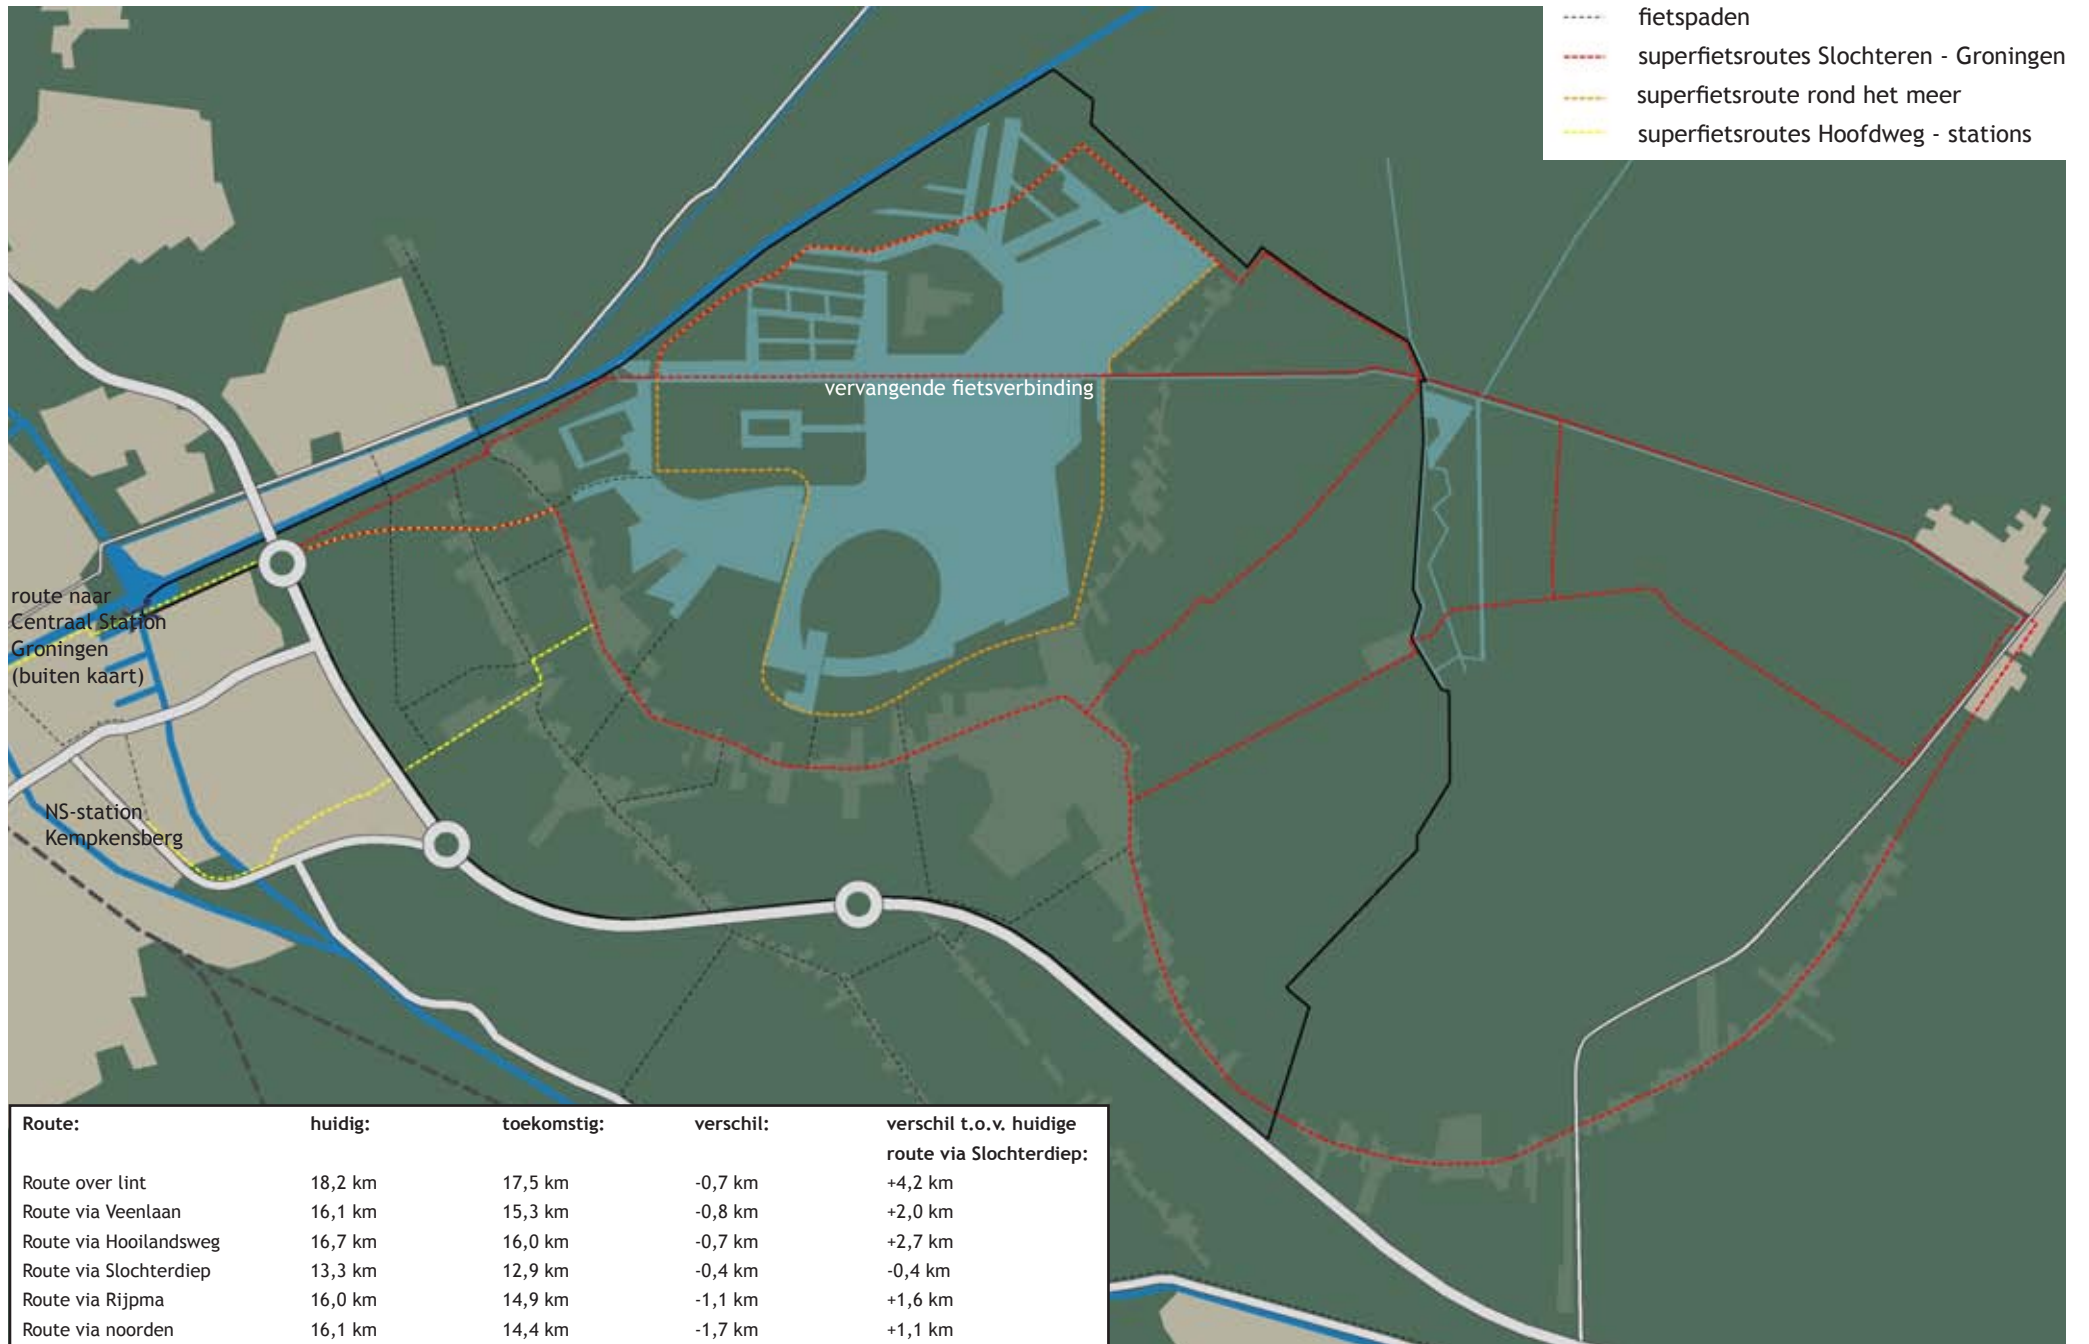 fietspaden
superfietsroutes Slochteren - Groningen
superfietsroute rond het meer
superfietsroutes Hoofdweg - stations
vervangende fietsverbinding
route naar
Centraal Station
Groningen
(buiten kaart)
NS-station
Kempkensberg
Route: huidig: toekomstig: verschil: verschil t.o.v. huidige
route via Slochterdiep:
Route over lint 18,2 km 17,5 km -0,7 km +4,2 km
Route via Veenlaan 16,1 km 15,3 km -0,8 km +2,0 km
Route via Hooilandsweg 16,7 km 16,0 km -0,7 km +2,7 km
Route via Slochterdiep 13,3 km 12,9 km -0,4 km -0,4 km
Route via Rijpma 16,0 km 14,9 km -1,1 km +1,6 km
Route via noorden 16,1 km 14,4 km -1,7 km +1,1 km